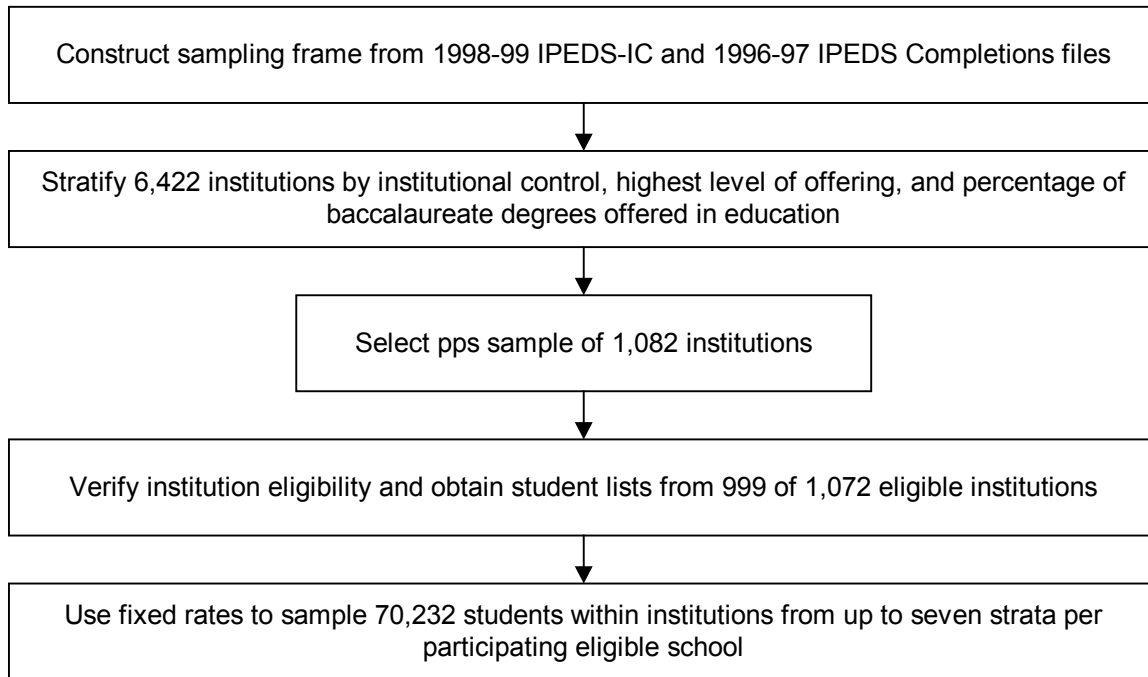 Construct sampling frame from 1998-99 IPEDS-IC and 1996-97 IPEDS Completions files
Stratify 6,422 institutions by institutional control, highest level of offering, and percentage of
baccalaureate degrees offered in education
Select pps sample of 1,082 institutions
Verify institution eligibility and obtain student lists from 999 of 1,072 eligible institutions
Use fixed rates to sample 70,232 students within institutions from up to seven strata per
participating eligible school